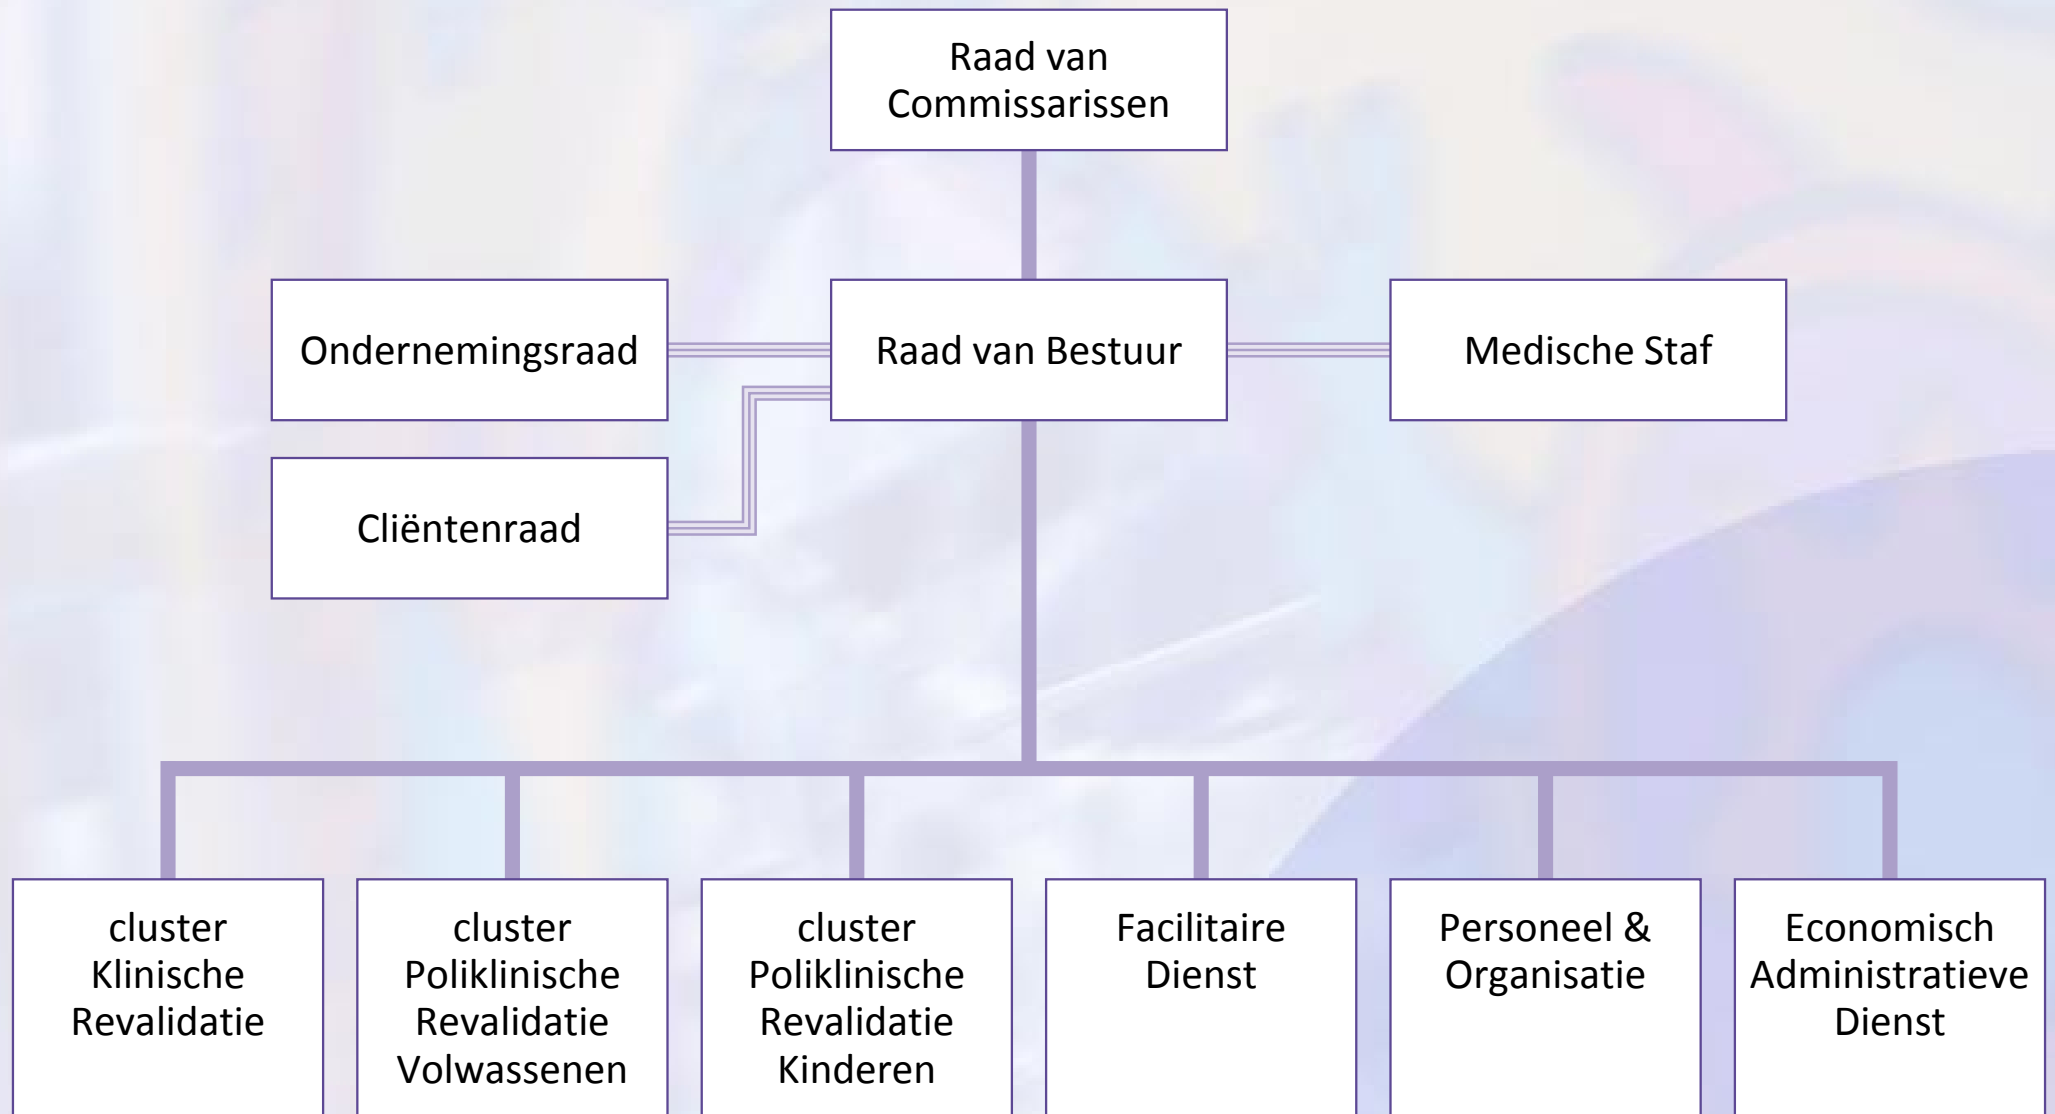 Raad van
Commissarissen
Ondernemingsraad
Raad van Bestuur
Medische Staf
Cliëntenraad
cluster
Klinische
Revalidatie
cluster
Poliklinische
Revalidatie
Volwassenen
cluster
Poliklinische
Revalidatie
Kinderen
Facilitaire
Dienst
Personeel &
Organisatie
Economisch
Administratieve
Dienst